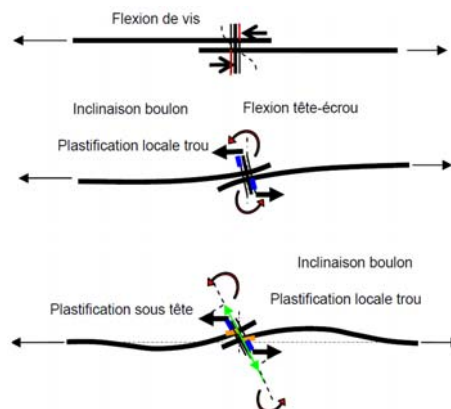 Flexion de vis
Inclinaison boulon
Flexion tête-écrou
Plastification locale trou
Inclinaison boulon
Plastification sous tête
Plastification locale trou